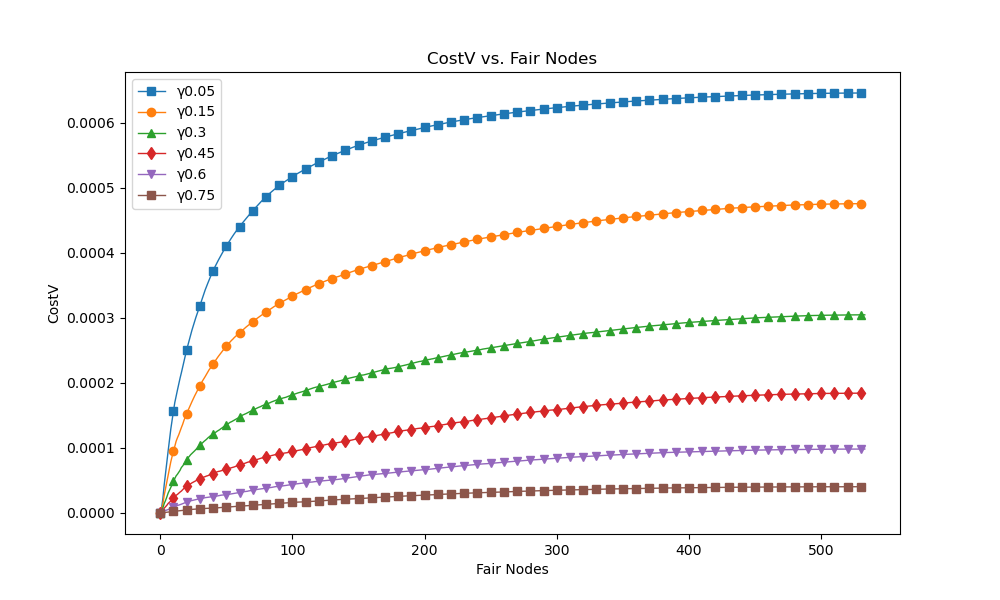 CostV vs. Fair Nodes
γ0.05
γ0.15
γ0.3
γ0.45
γ0.6
γ0.75
CostV
0.0006
0.0005
0.0004
0.0003
0.0002
0.0001
0.0000
0 100 200 300 400 500
Fair Nodes